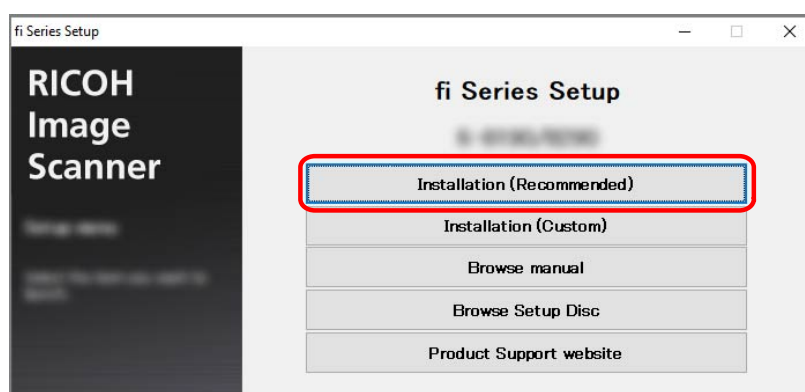 fi Series Setup
RICOH
Image
Scanner
fi Series Setup
Installation (Recommended)
Installation (Custom)
Browse manual
Browse Setup Disc
Product Support website